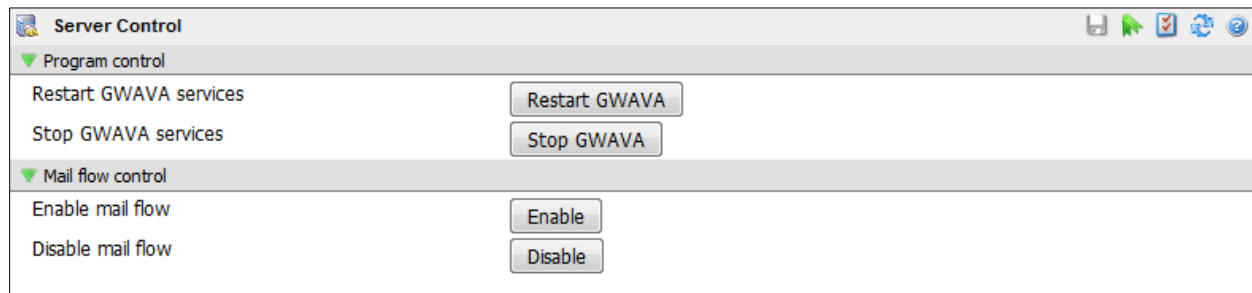 Server Control
Program control
Restart GWAVA services Restart GWAVA
Stop GWAVA services Stop GWAVA
Mail flow control
Enable mail flow Enable
Disable mail flow Disable